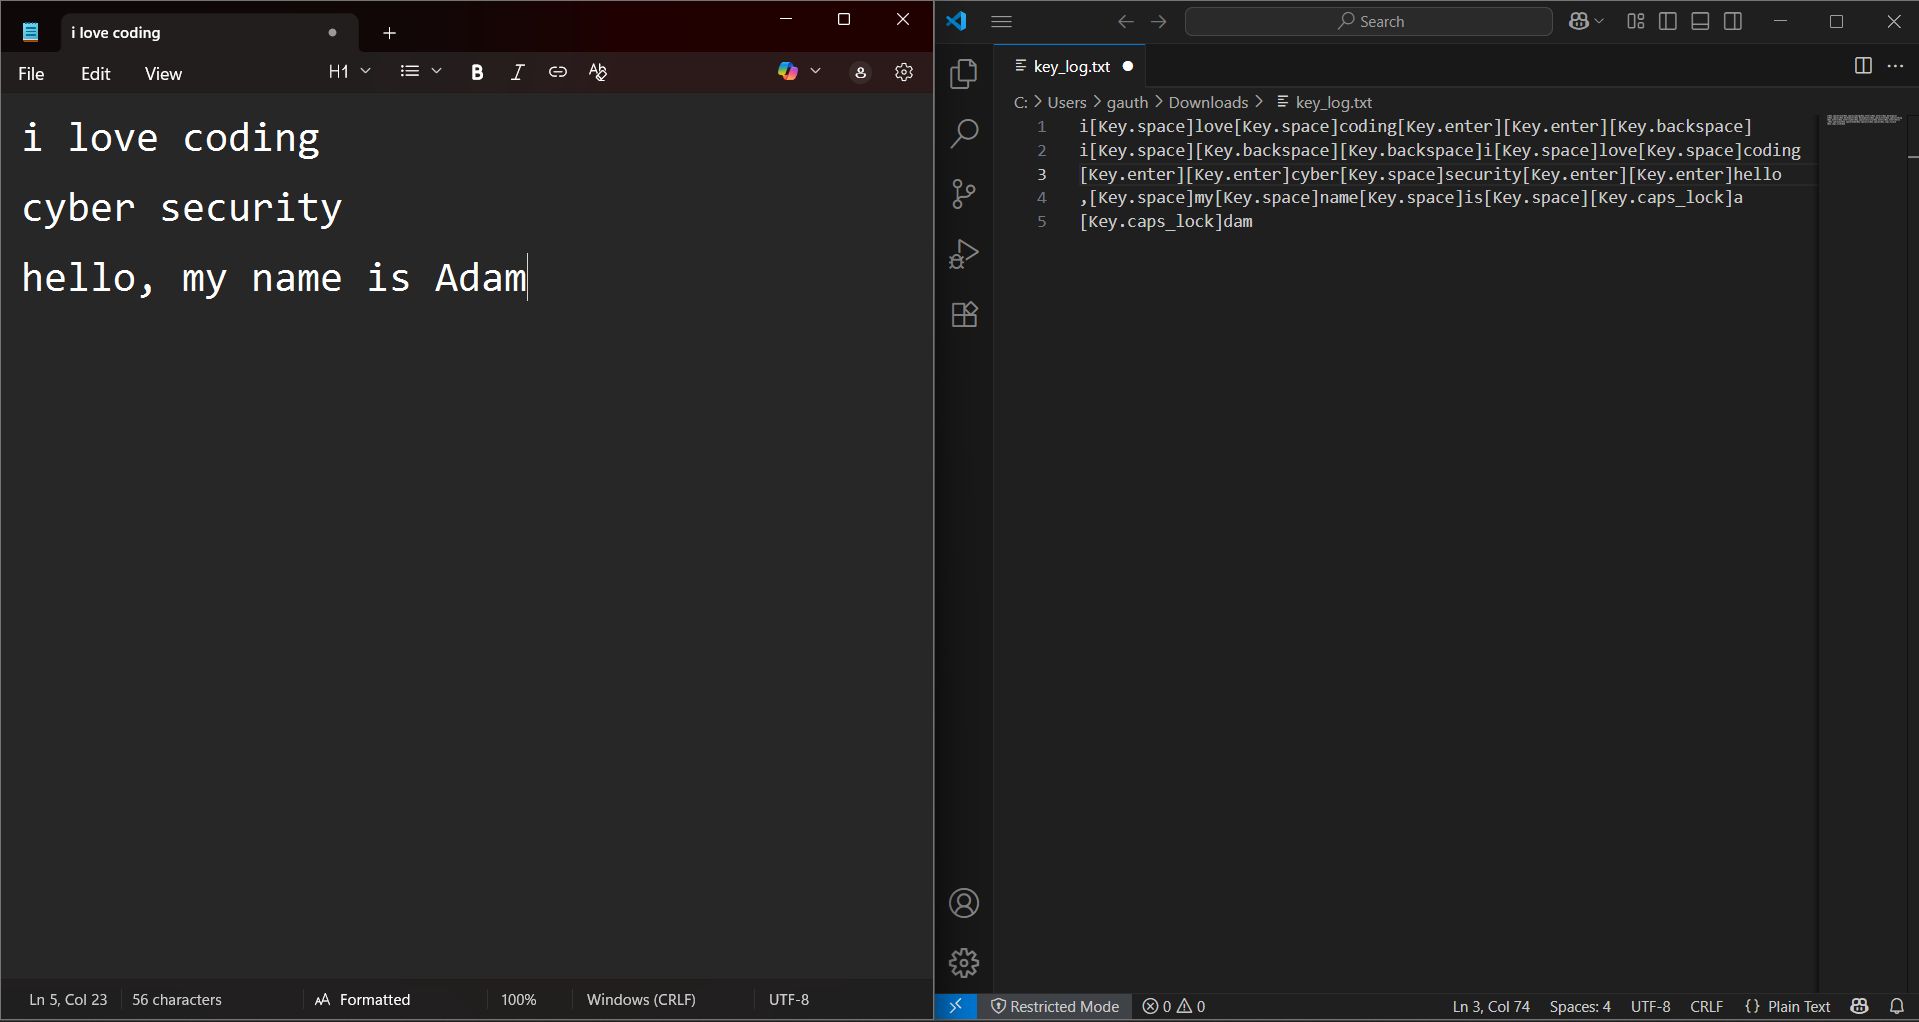 i love coding
File Edit View H1
i love coding
cyber security
hello, my name is Adam
Ln 5, Col 23 56 characters Formatted 100% Windows (CRLF) UTF-8
Search
key_log.txt
C: > Users > gauth > Downloads > key_log.txt
1 i[Key.space]love[Key.space]coding[Key.enter][Key.enter][Key.backspace]
2 i[Key.space][Key.backspace][Key.backspace]i[Key.space]love[Key.space]coding
3 [Key.enter][Key.enter]cyber[Key.space]security[Key.enter][Key.enter]hello
4 ,[Key.space]my[Key.space]name[Key.space]is[Key.space][Key.caps_lock]a
5 [Key.caps_lock]dam
Restricted Mode 0 0 Ln 3, Col 74 Spaces: 4 UTF-8 CRLF {} Plain Text